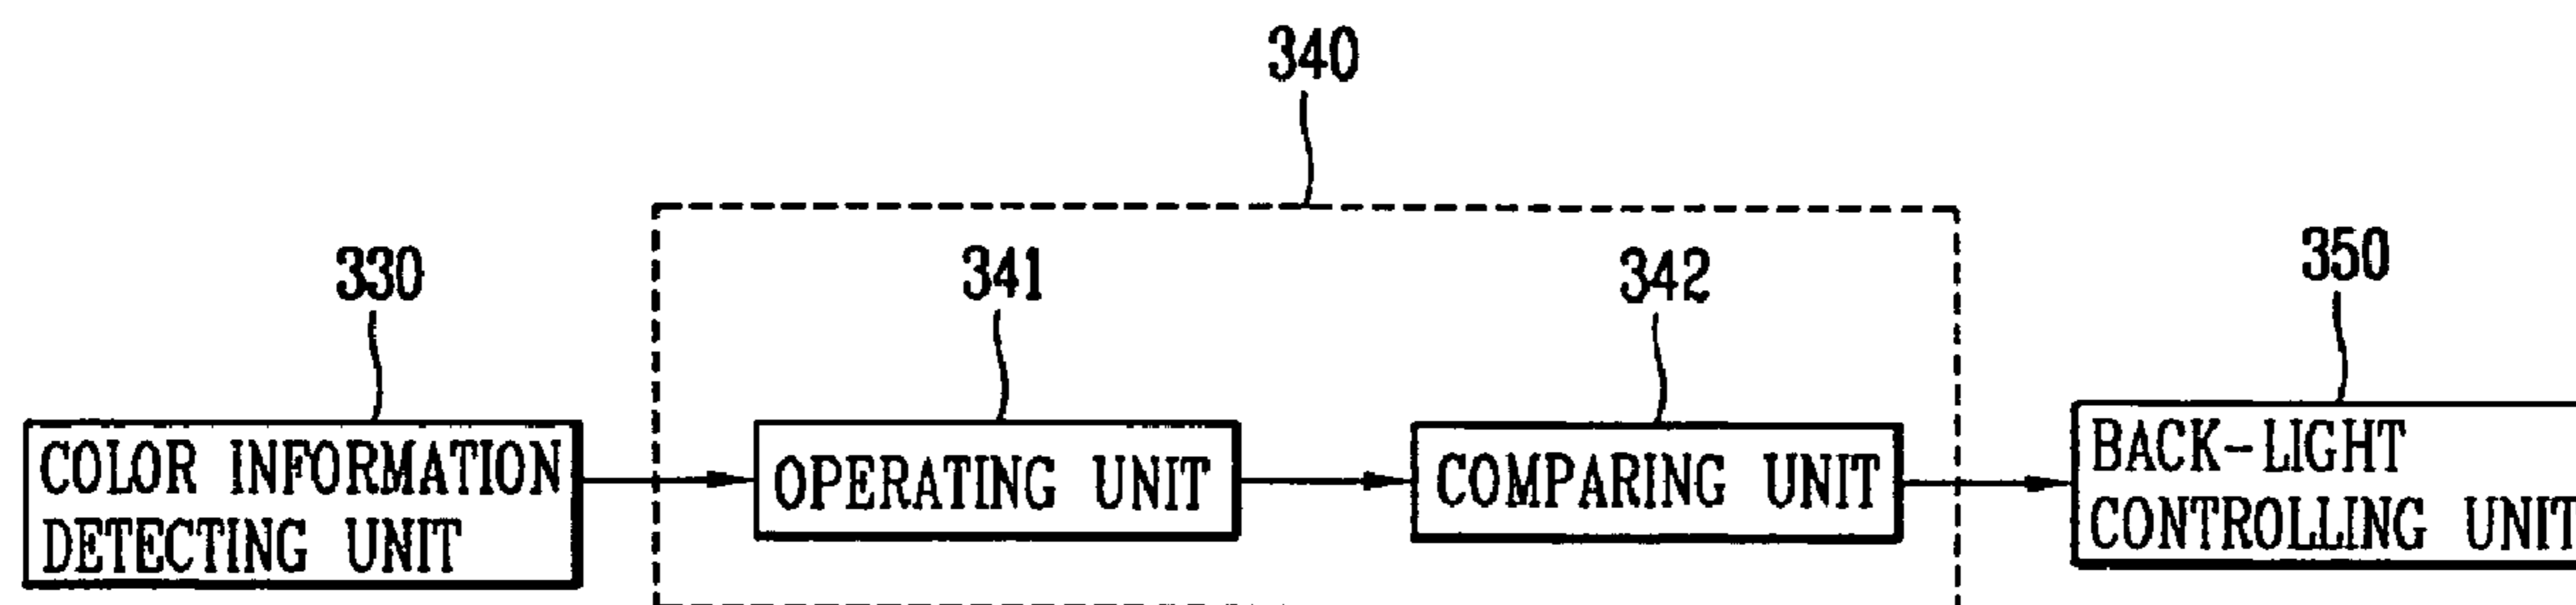 340
330
341
342
350
COLOR INFORMATION
DETECTING UNIT
OPERATING UNIT
COMPARING UNIT
BACK-LIGHT
CONTROLLING UNIT